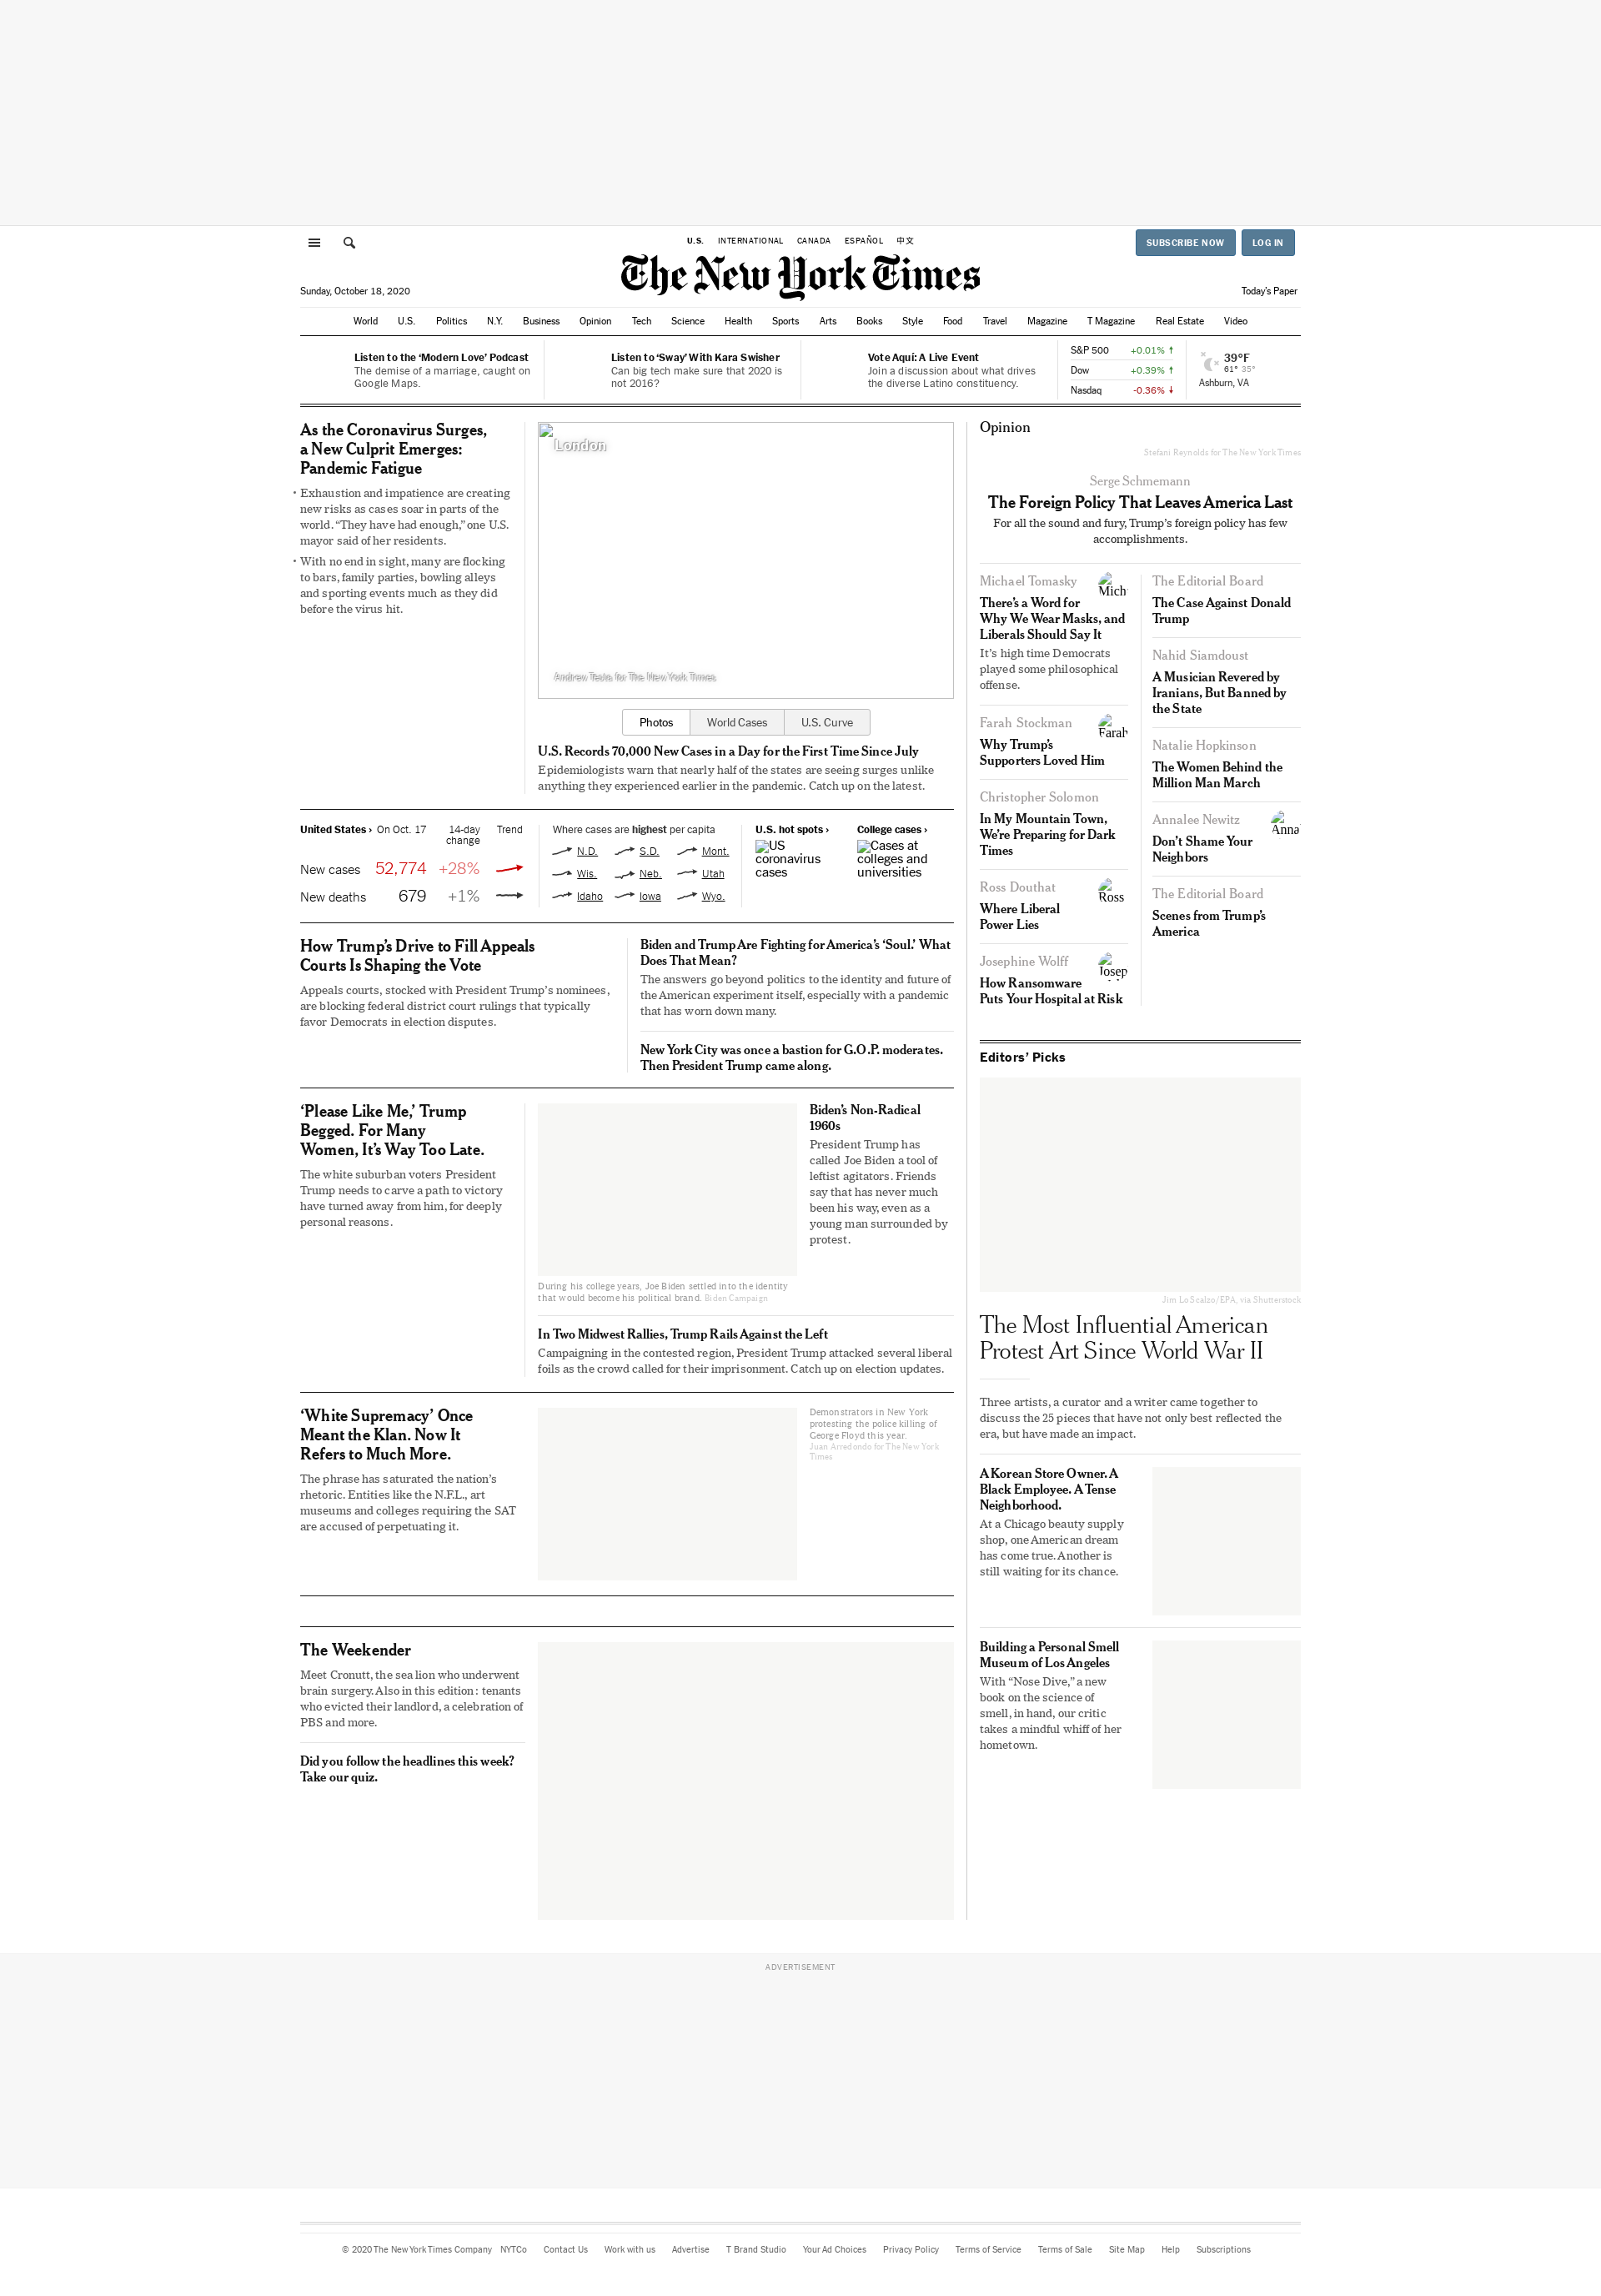 U.S. INTERNATIONAL CANADA ESPAÑOL 中文
SUBSCRIBE NOW LOG IN
The New York Times
Sunday, October 18, 2020
Today's Paper
World U.S. Politics N.Y. Business Opinion Tech Science Health Sports Arts Books Style Food Travel Magazine T Magazine Real Estate Video
Listen to the ‘Modern Love’ Podcast
The demise of a marriage, caught on
Google Maps.
Listen to ‘Sway’ With Kara Swisher
Can big tech make sure that 2020 is
not 2016?
Vote Aquí: A Live Event
Join a discussion about what drives
the diverse Latino constituency.
S&P 500 +0.01%
Dow +0.39%
Nasdaq -0.36%
39°F
61° 35°
Ashburn, VA
As the Coronavirus Surges,
a New Culprit Emerges:
Pandemic Fatigue
• Exhaustion and impatience are creating
new risks as cases soar in parts of the
world. “They have had enough,” one U.S.
mayor said of her residents.
• With no end in sight, many are flocking
to bars, family parties, bowling alleys
and sporting events much as they did
before the virus hit.
London
Andrew Testa for The New York Times
Photos World Cases U.S. Curve
U.S. Records 70,000 New Cases in a Day for the First Time Since July
Epidemiologists warn that nearly half of the states are seeing surges unlike
anything they experienced earlier in the pandemic. Catch up on the latest.
United States › On Oct. 17 14-day
change Trend
New cases 52,774 +28%
New deaths 679 +1%
Where cases are highest per capita
N.D. S.D. Mont.
Wis. Neb. Utah
Idaho Iowa Wyo.
U.S. hot spots ›
US
coronavirus
cases
College cases ›
Cases at
colleges and
universities
How Trump’s Drive to Fill Appeals
Courts Is Shaping the Vote
Appeals courts, stocked with President Trump’s nominees,
are blocking federal district court rulings that typically
favor Democrats in election disputes.
Biden and Trump Are Fighting for America’s ‘Soul.’ What
Does That Mean?
The answers go beyond politics to the identity and future of
the American experiment itself, especially with a pandemic
that has worn down many.
New York City was once a bastion for G.O.P. moderates.
Then President Trump came along.
‘Please Like Me,’ Trump
Begged. For Many
Women, It’s Way Too Late.
The white suburban voters President
Trump needs to carve a path to victory
have turned away from him, for deeply
personal reasons.
During his college years, Joe Biden settled into the identity
that would become his political brand. Biden Campaign
Biden’s Non-Radical
1960s
President Trump has
called Joe Biden a tool of
leftist agitators. Friends
say that has never much
been his way, even as a
young man surrounded by
protest.
In Two Midwest Rallies, Trump Rails Against the Left
Campaigning in the contested region, President Trump attacked several liberal
foils as the crowd called for their imprisonment. Catch up on election updates.
‘White Supremacy’ Once
Meant the Klan. Now It
Refers to Much More.
The phrase has saturated the nation’s
rhetoric. Entities like the N.F.L., art
museums and colleges requiring the SAT
are accused of perpetuating it.
Demonstrators in New York
protesting the police killing of
George Floyd this year.
Juan Arredondo for The New York
Times
The Weekender
Meet Cronutt, the sea lion who underwent
brain surgery. Also in this edition: tenants
who evicted their landlord, a celebration of
PBS and more.
Did you follow the headlines this week?
Take our quiz.
Opinion
Stefani Reynolds for The New York Times
Serge Schmemann
The Foreign Policy That Leaves America Last
For all the sound and fury, Trump’s foreign policy has few
accomplishments.
Michael Tomasky
Mich
There’s a Word for
Why We Wear Masks, and
Liberals Should Say It
It’s high time Democrats
played some philosophical
offense.
Farah Stockman
Farah
Why Trump’s
Supporters Loved Him
Christopher Solomon
In My Mountain Town,
We’re Preparing for Dark
Times
Ross Douthat
Ross
Where Liberal
Power Lies
Josephine Wolff
Josep
How Ransomware
Puts Your Hospital at Risk
The Editorial Board
The Case Against Donald
Trump
Nahid Siamdoust
A Musician Revered by
Iranians, But Banned by
the State
Natalie Hopkinson
The Women Behind the
Million Man March
Annalee Newitz
Anna
Don’t Shame Your
Neighbors
The Editorial Board
Scenes from Trump’s
America
Editors’ Picks
Jim Lo Scalzo/EPA, via Shutterstock
The Most Influential American
Protest Art Since World War II
Three artists, a curator and a writer came together to
discuss the 25 pieces that have not only best reflected the
era, but have made an impact.
A Korean Store Owner. A
Black Employee. A Tense
Neighborhood.
At a Chicago beauty supply
shop, one American dream
has come true. Another is
still waiting for its chance.
Building a Personal Smell
Museum of Los Angeles
With “Nose Dive,” a new
book on the science of
smell, in hand, our critic
takes a mindful whiff of her
hometown.
ADVERTISEMENT
© 2020 The New York Times Company NYTCo Contact Us Work with us Advertise T Brand Studio Your Ad Choices Privacy Policy Terms of Service Terms of Sale Site Map Help Subscriptions